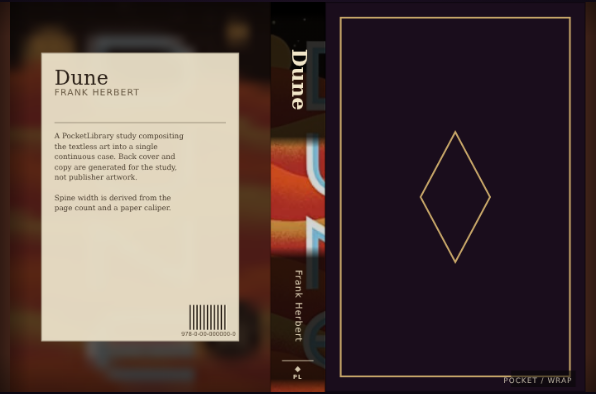 Dune
FRANK HERBERT
A PocketLibrary study compositing
the textless art into a single
continuous case. Back cover and
copy are generated for the study,
not publisher artwork.
Spine width is derived from the
page count and a paper caliper.
978-0-00-000000-0
Dune
Frank Herbert
PL
POCKET / WRAP